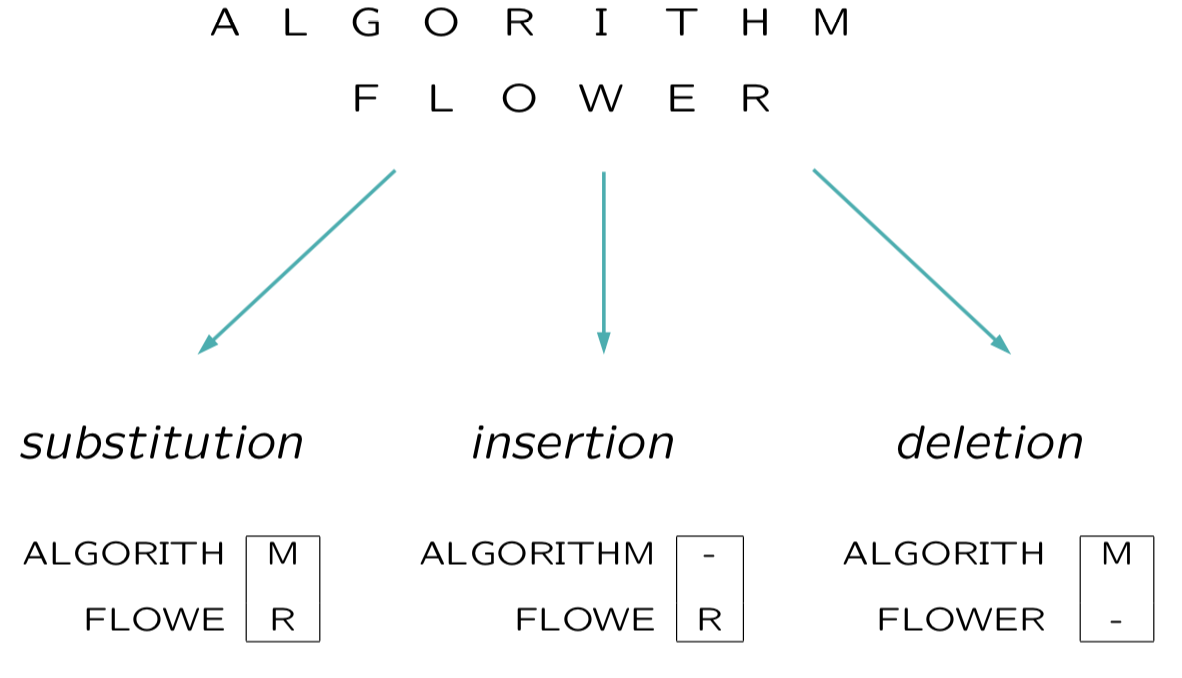 A L G O R I T H M
F L O W E R
substitution insertion deletion
ALGORITH M ALGORITHM - ALGORITH M
FLOWE R FLOWE R FLOWER -